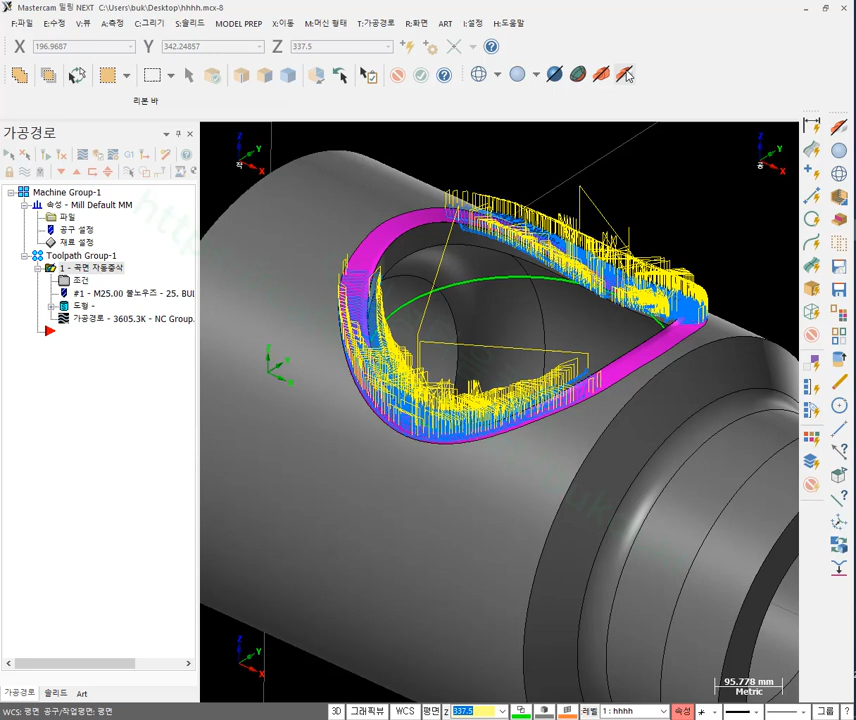 Mastercam 밀링 NEXT C:\Users\buk\Desktop\hhhh.mcx-8
F:파일 E:수정 V:뷰 A:측정 C:그리기 S:솔리드 MODEL PREP X:이동 M:머신 형태 T:가공경로 R:화면 ART I:설정 H:도움말
X 196.9687 Y 342.24857 Z 337.5
리본 바
가공경로
Machine Group-1
속성 - Mill Default MM
파일
공구 설정
재료 설정
Toolpath Group-1
1 - 곡면 자동증삭
조건
#1 - M25.00 볼노우즈 - 25, BUL
도형 -
가공경로 - 3605.3K - NC Group.
95.778 mm
Metric
가공경로 솔리드 Art
WCS: 평면 공구/작업평면: 평면
3D 그래픽뷰 WCS 평면 Z 337.5 레벨 1 : hhhh 속성 그룹 ?